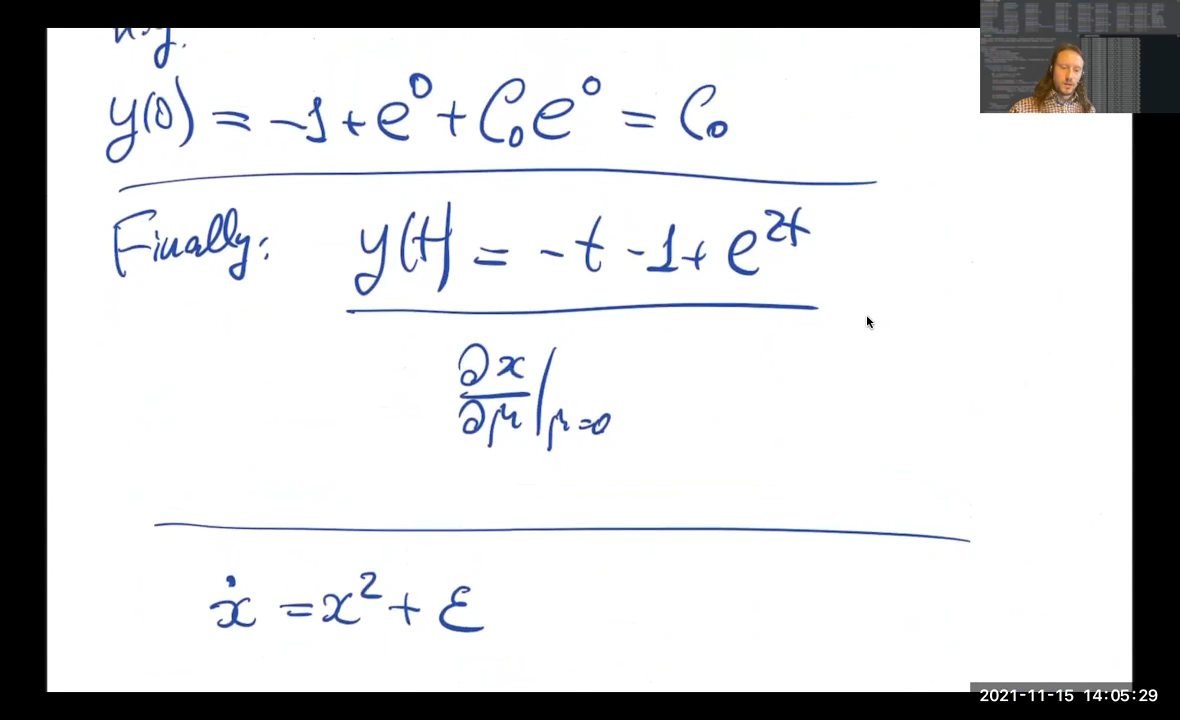 y(0) = -1 + e⁰ + C₀e⁰ = C₀
Finally: y(t) = -t - 1 + e²ᵗ
∂x/∂μ|μ=0
ẋ = x² + ε
2021-11-15 14:05:29